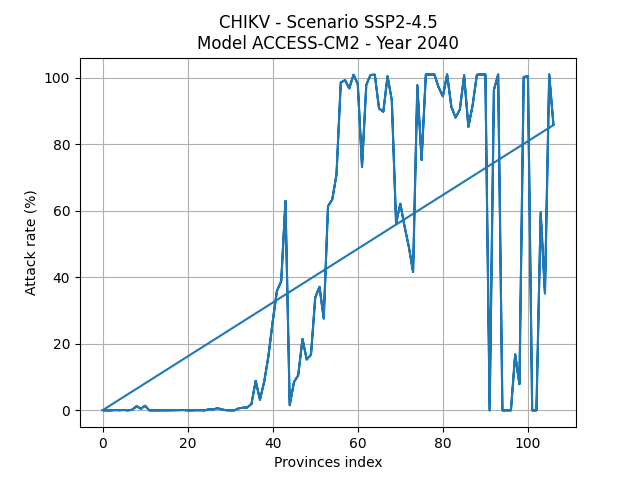 CHIKV - Scenario SSP2-4.5
Model ACCESS-CM2 - Year 2040
100
80
60
40
20
0
Attack rate (%)
0 20 40 60 80 100
Provinces index